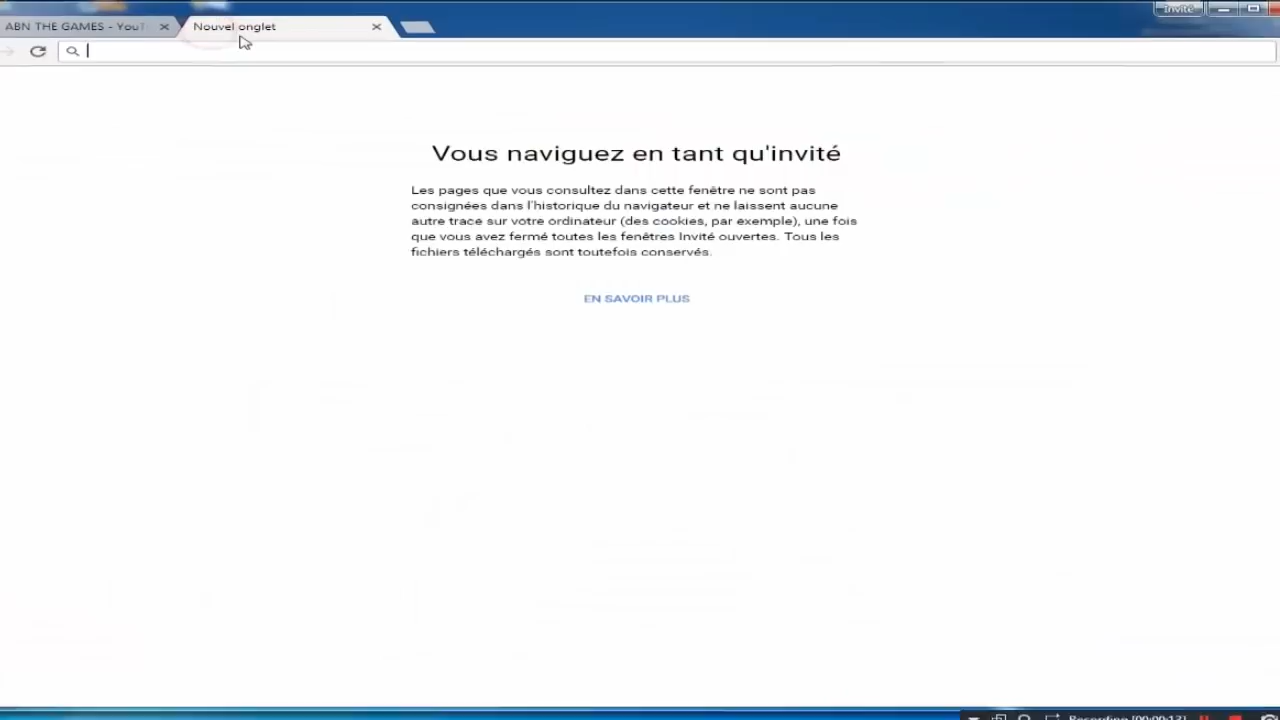 Invité
ABN THE GAMES - YouT
Nouvel onglet
Vous naviguez en tant qu'invité
Les pages que vous consultez dans cette fenêtre ne sont pas
consignées dans l'historique du navigateur et ne laissent aucune
autre trace sur votre ordinateur (des cookies, par exemple), une fois
que vous avez fermé toutes les fenêtres Invité ouvertes. Tous les
fichiers téléchargés sont toutefois conservés.
EN SAVOIR PLUS
Recording [00:00:13]